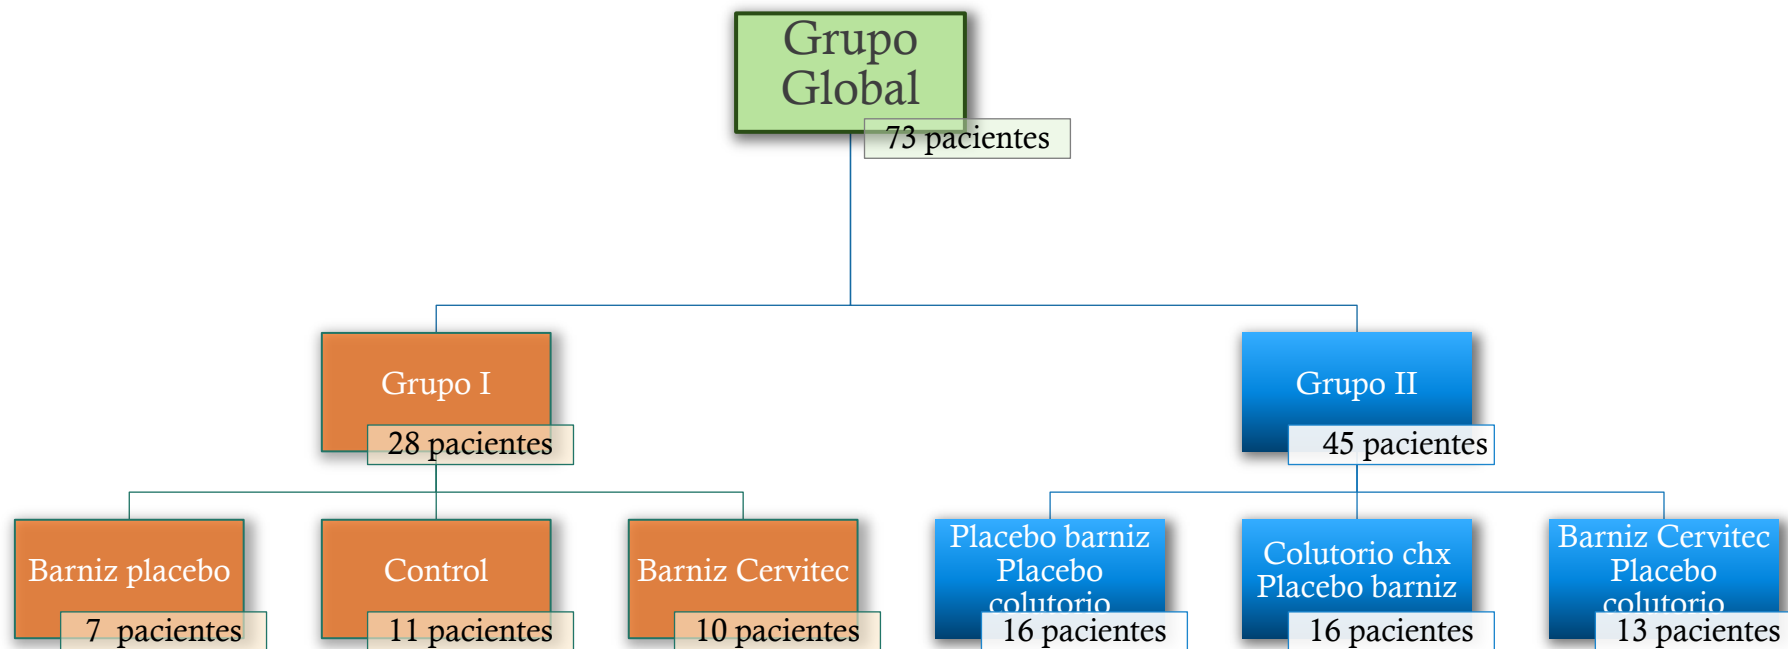 Grupo
Global
73 pacientes
Grupo I
28 pacientes
Grupo II
45 pacientes
Barniz placebo
7 pacientes
Control
11 pacientes
Barniz Cervitec
10 pacientes
Placebo barniz
Placebo
colutorio
16 pacientes
Colutorio chx
Placebo barniz
16 pacientes
Barniz Cervitec
Placebo
colutorio
13 pacientes